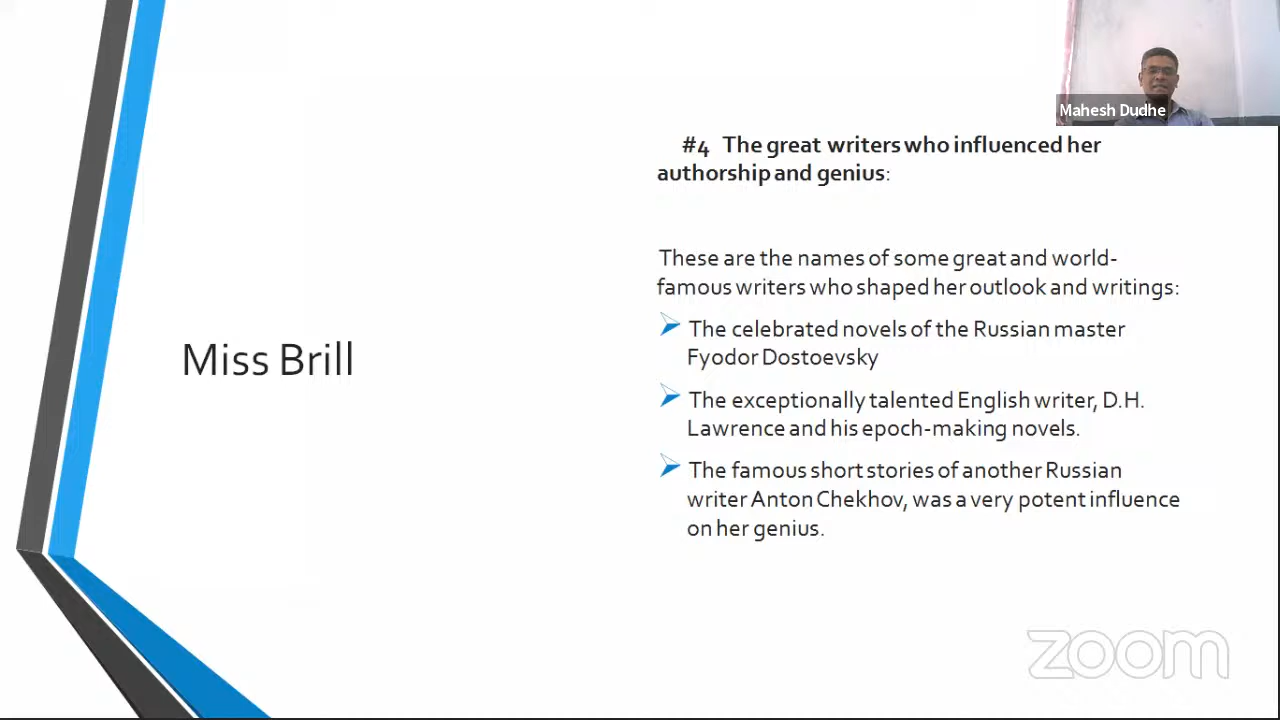 Mahesh Dudhe
#4 The great writers who influenced her
authorship and genius:
These are the names of some great and world-
famous writers who shaped her outlook and writings:
The celebrated novels of the Russian master
Fyodor Dostoevsky
The exceptionally talented English writer, D.H.
Lawrence and his epoch-making novels.
The famous short stories of another Russian
writer Anton Chekhov, was a very potent influence
on her genius.
Miss Brill
zoom